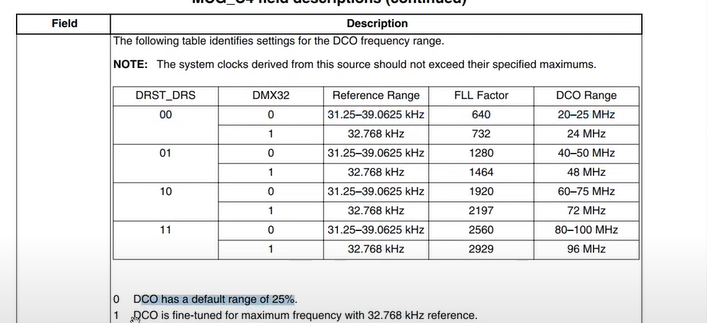 MCG_C4 field descriptions (continued)
Field Description
The following table identifies settings for the DCO frequency range.
NOTE: The system clocks derived from this source should not exceed their specified maximums.
DRST_DRS DMX32 Reference Range FLL Factor DCO Range
00 0 31.25–39.0625 kHz 640 20–25 MHz
1 32.768 kHz 732 24 MHz
01 0 31.25–39.0625 kHz 1280 40–50 MHz
1 32.768 kHz 1464 48 MHz
10 0 31.25–39.0625 kHz 1920 60–75 MHz
1 32.768 kHz 2197 72 MHz
11 0 31.25–39.0625 kHz 2560 80–100 MHz
1 32.768 kHz 2929 96 MHz
0 DCO has a default range of 25%.
1 DCO is fine-tuned for maximum frequency with 32.768 kHz reference.